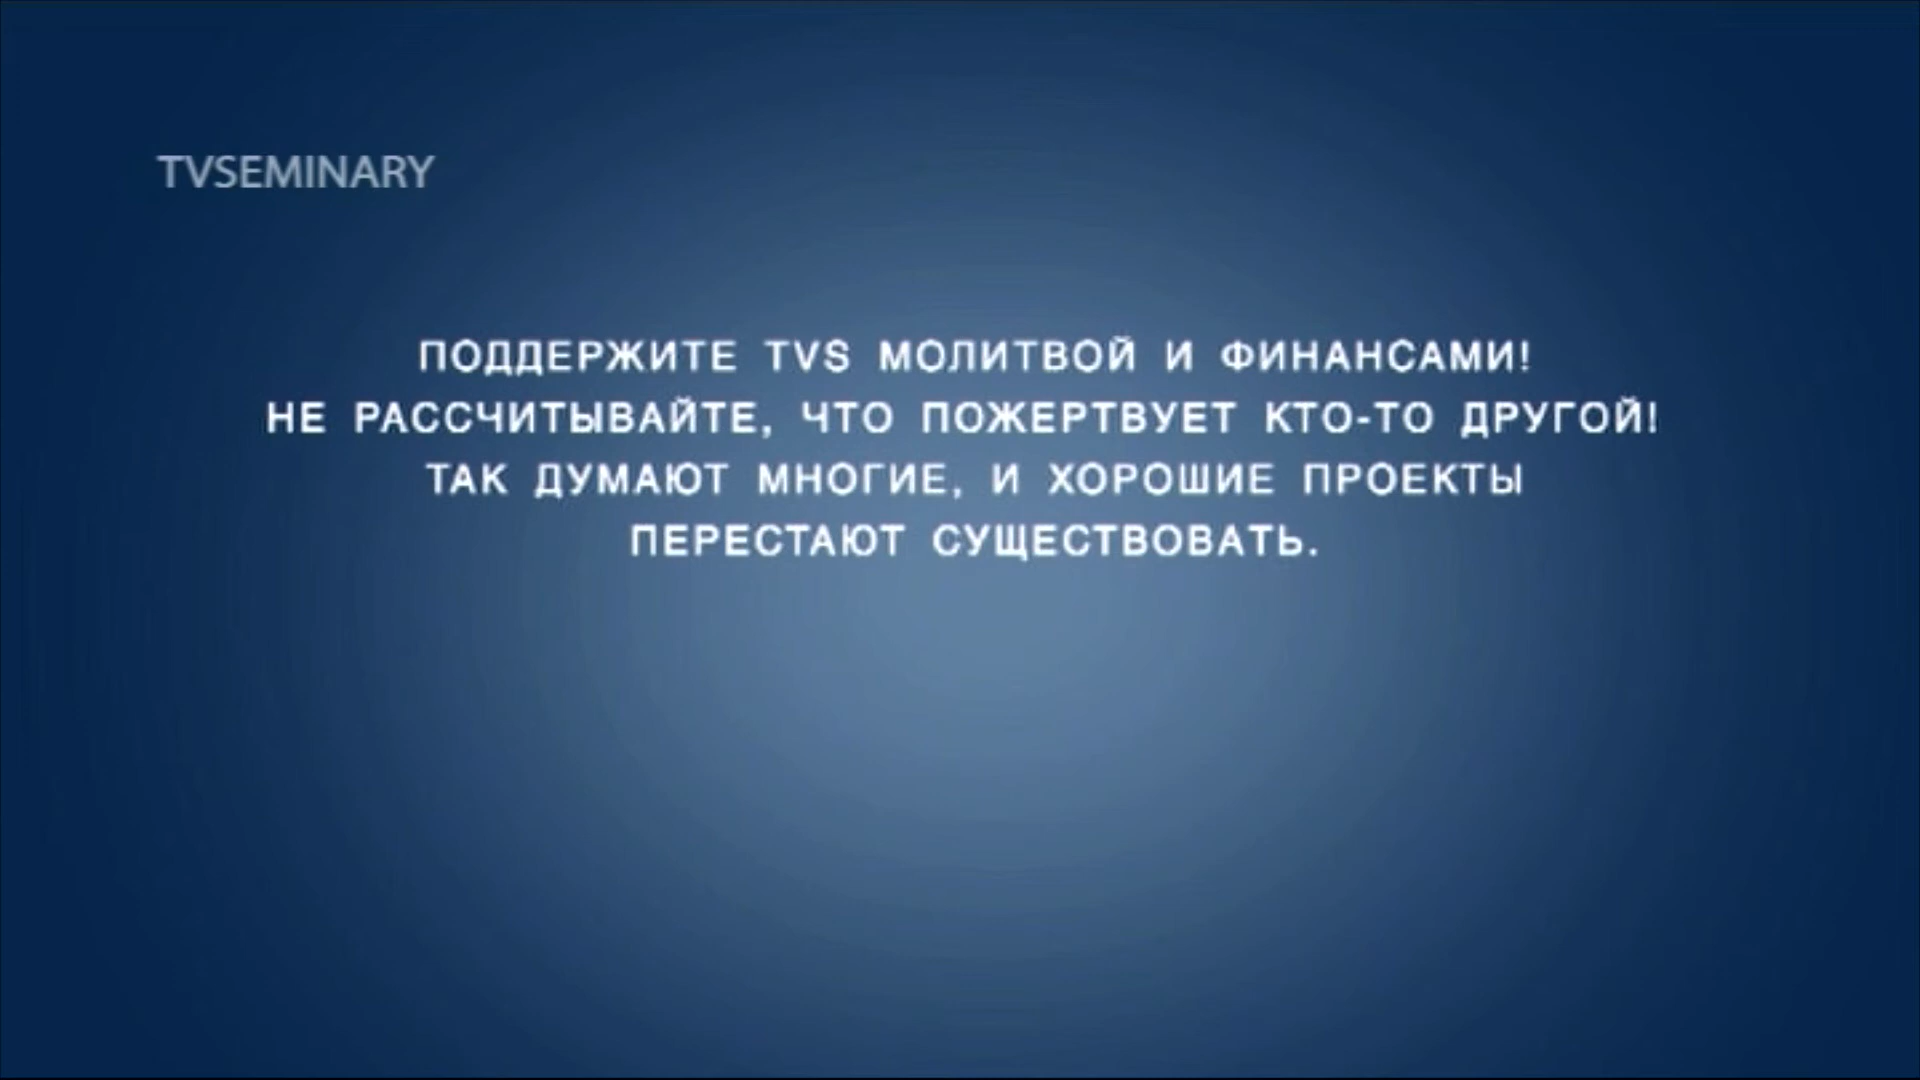 TVSEMINARY
ПОДДЕРЖИТЕ TVS МОЛИТВОЙ И ФИНАНСАМИ!
НЕ РАССЧИТЫВАЙТЕ, ЧТО ПОЖЕРТВУЕТ КТО-ТО ДРУГОЙ!
ТАК ДУМАЮТ МНОГИЕ, И ХОРОШИЕ ПРОЕКТЫ
ПЕРЕСТАЮТ СУЩЕСТВОВАТЬ.